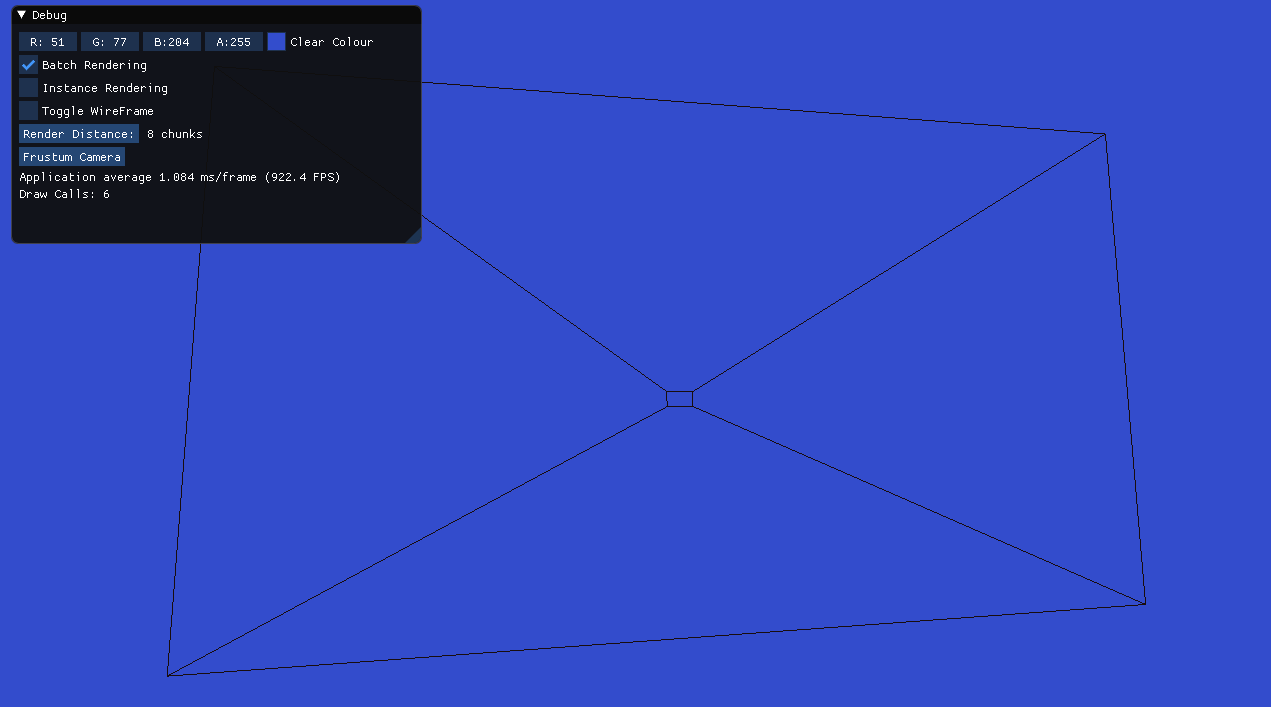 Debug
R: 51 G: 77 B:204 A:255 Clear Colour
Batch Rendering
Instance Rendering
Toggle WireFrame
Render Distance: 8 chunks
Frustum Camera
Application average 1.084 ms/frame (922.4 FPS)
Draw Calls: 6